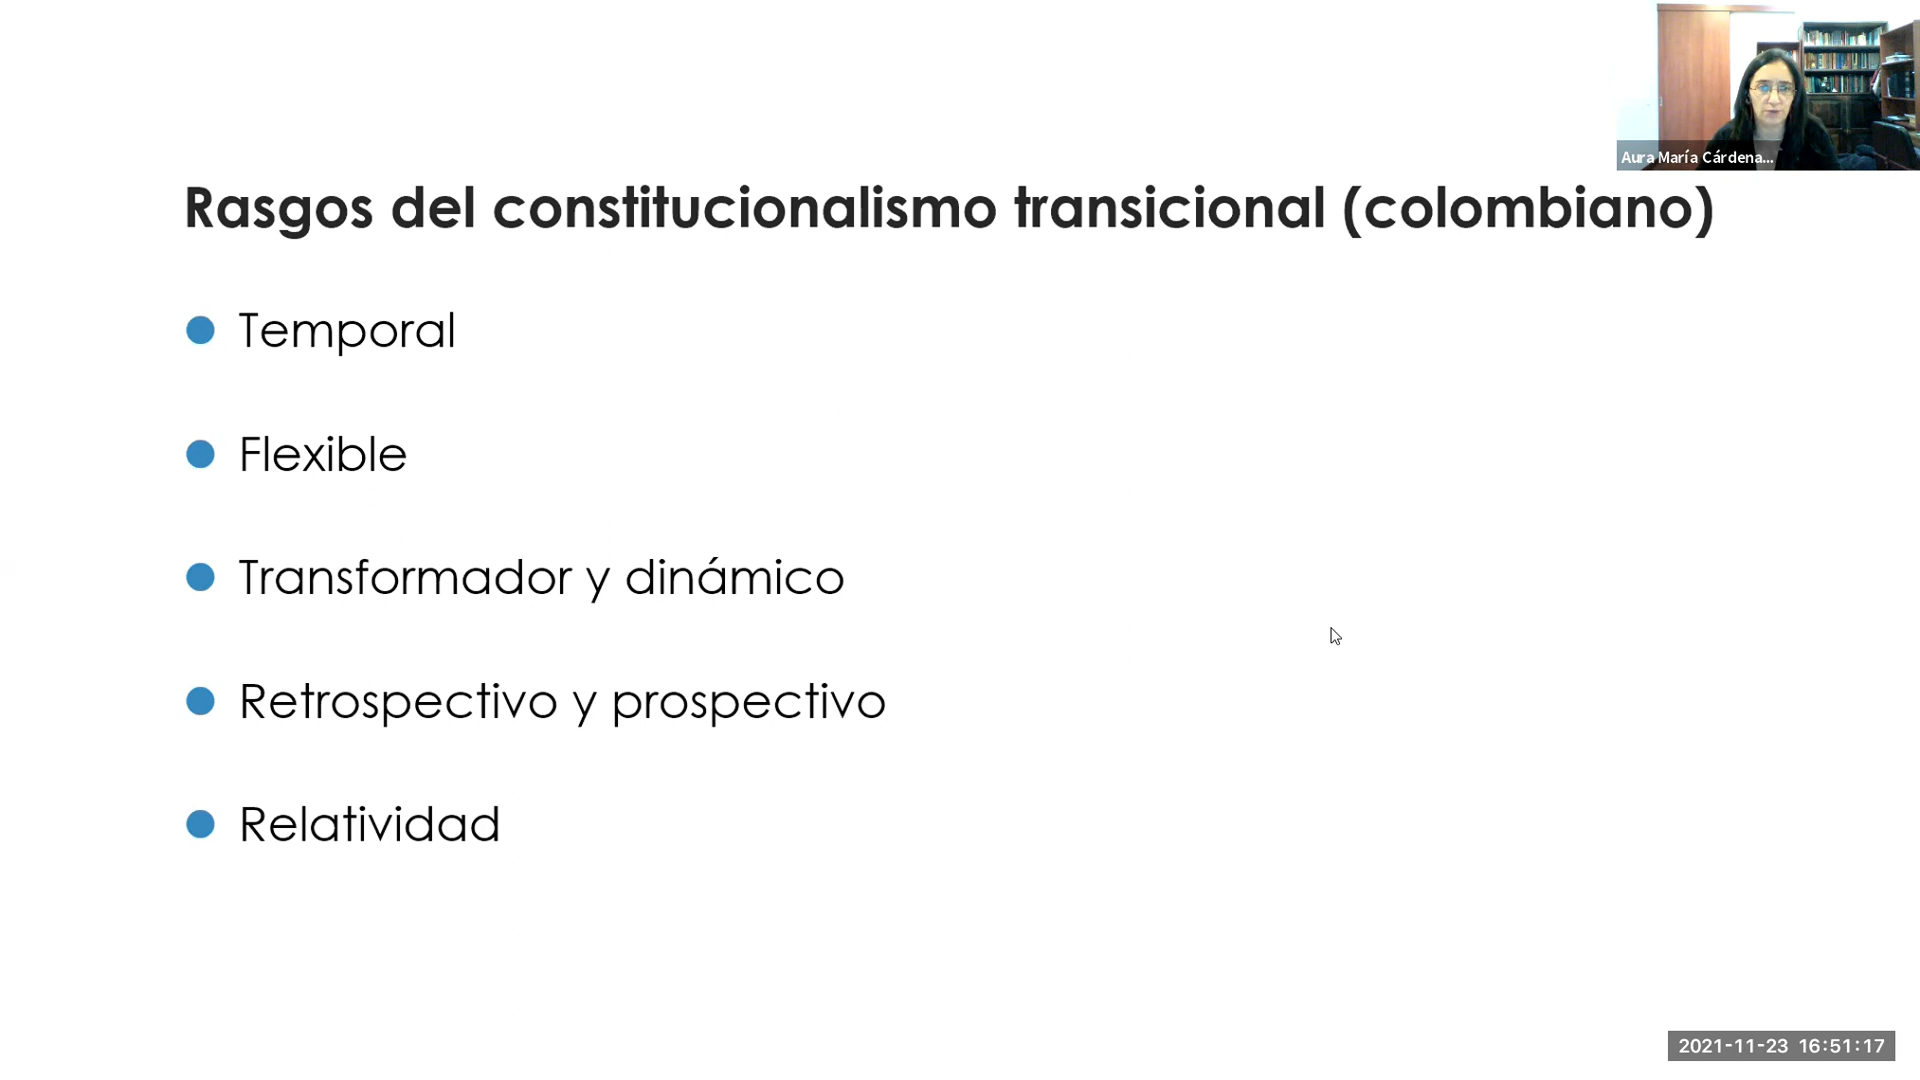 Aura María Cárdena...
Rasgos del constitucionalismo transicional (colombiano)
Temporal
Flexible
Transformador y dinámico
Retrospectivo y prospectivo
Relatividad
2021-11-23 16:51:17